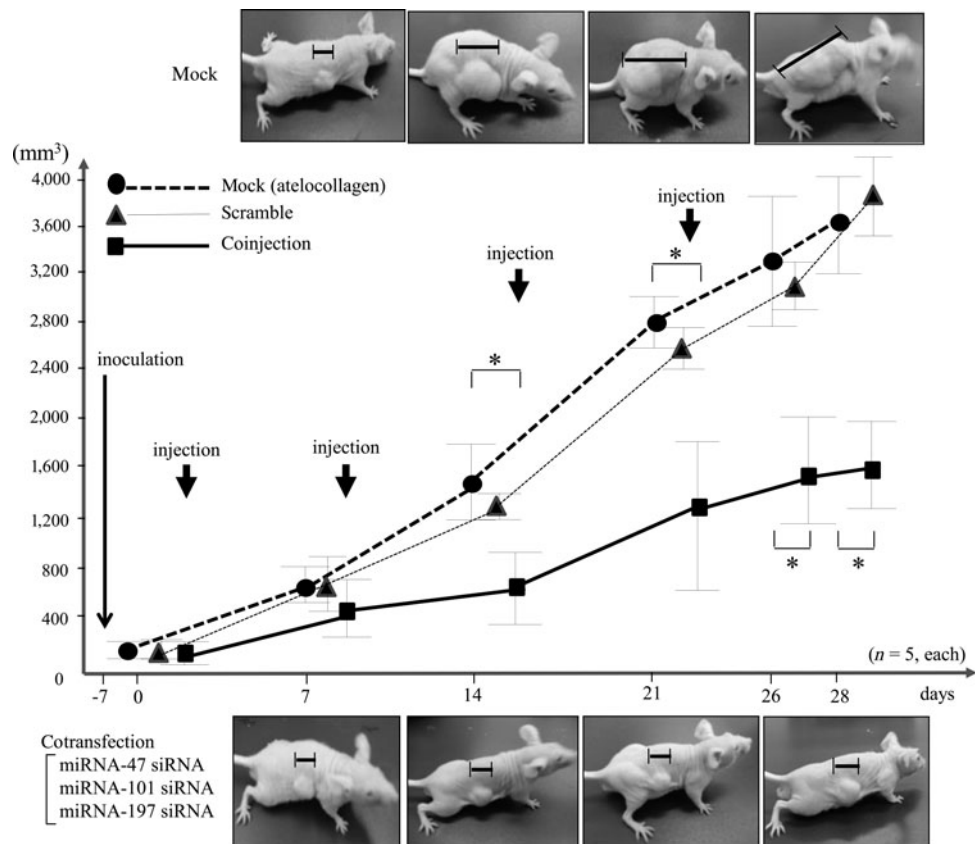 Mock
(mm³)
4,000
3,600
3,200
2,800
2,400
2,000
1,600
1,200
800
400
0
Mock (atelocollagen)
Scramble
Coinjection
inoculation
injection
injection
injection
injection
*
*
*
*
(n = 5, each)
-7 0 7 14 21 26 28 days
Cotransfection
miRNA-47 siRNA
miRNA-101 siRNA
miRNA-197 siRNA